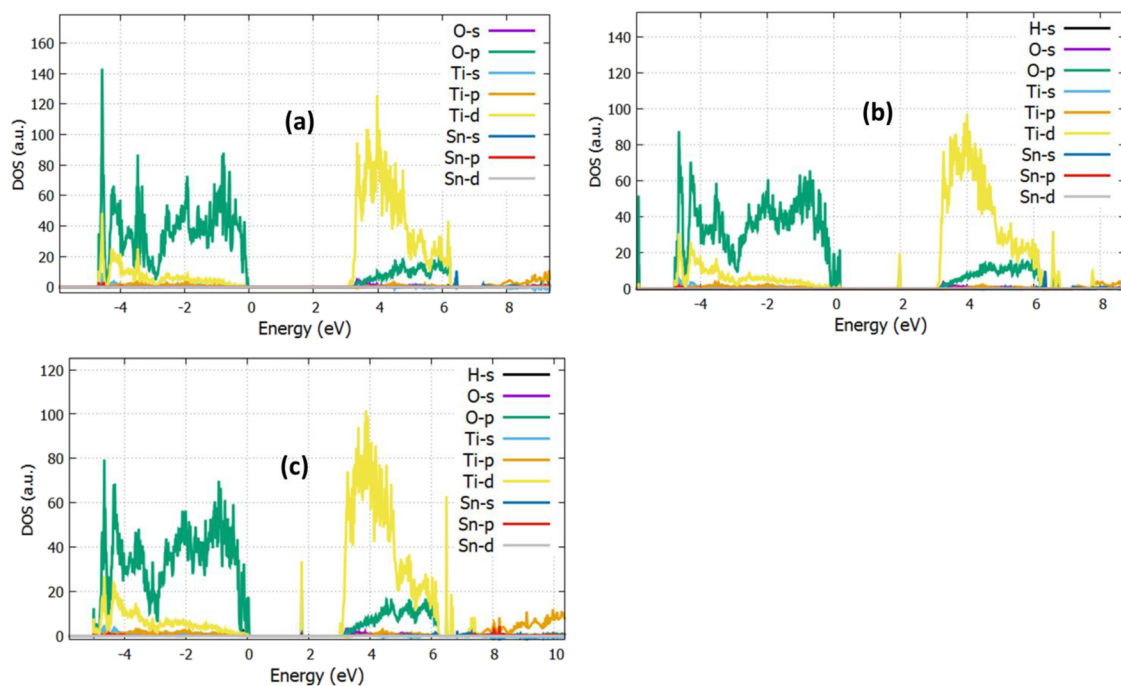 DOS (a.u.)
160
140
120
100
80
60
40
20
0
-4
-2
0
2
4
6
8
Energy (eV)
(a)
O-s
O-p
Ti-s
Ti-p
Ti-d
Sn-s
Sn-p
Sn-d
DOS (a.u.)
140
120
100
80
60
40
20
0
-4
-2
0
2
4
6
8
Energy (eV)
(b)
H-s
O-s
O-p
Ti-s
Ti-p
Ti-d
Sn-s
Sn-p
Sn-d
DOS (a.u.)
120
100
80
60
40
20
0
-4
-2
0
2
4
6
8
10
Energy (eV)
(c)
H-s
O-s
O-p
Ti-s
Ti-p
Ti-d
Sn-s
Sn-p
Sn-d